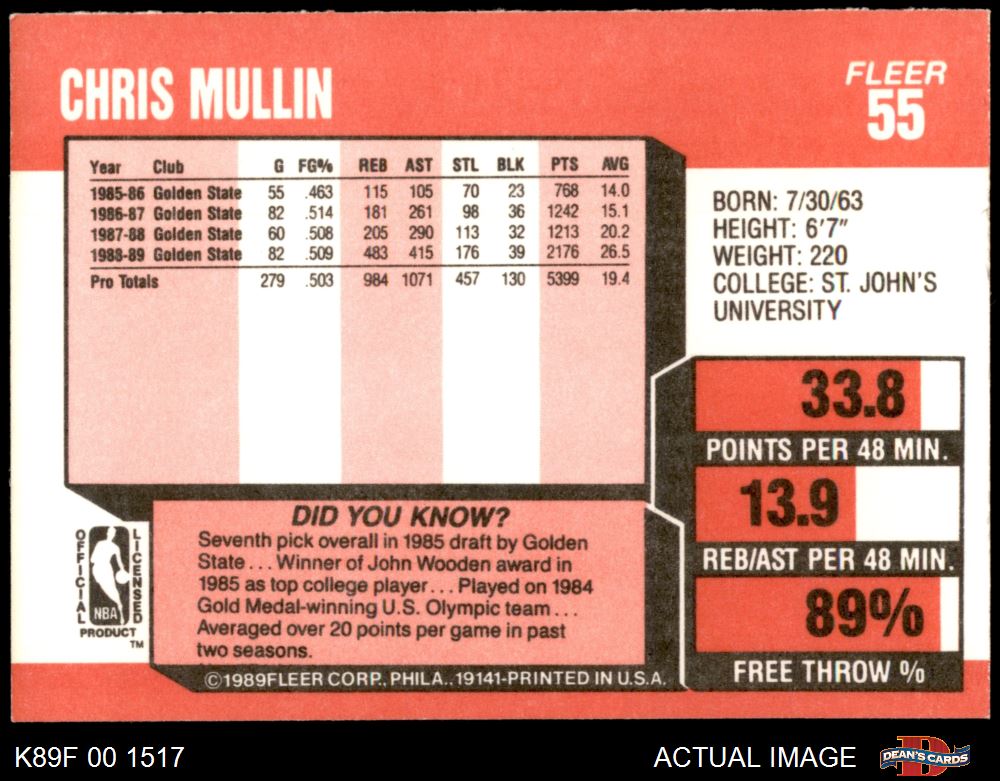 CHRIS MULLIN
FLEER
55
Year Club G FG% REB AST STL BLK PTS AVG
1985-86 Golden State 55 .463 115 105 70 23 768 14.0
1986-87 Golden State 82 .514 181 261 98 36 1242 15.1
1987-88 Golden State 60 .508 205 290 113 32 1213 20.2
1988-89 Golden State 82 .509 483 415 176 39 2176 26.5
Pro Totals 279 .503 984 1071 457 130 5399 19.4
BORN: 7/30/63
HEIGHT: 6'7"
WEIGHT: 220
COLLEGE: ST. JOHN'S
UNIVERSITY
33.8
POINTS PER 48 MIN.
13.9
REB/AST PER 48 MIN.
89%
FREE THROW %
DID YOU KNOW?
Seventh pick overall in 1985 draft by Golden
State... Winner of John Wooden award in
1985 as top college player... Played on 1984
Gold Medal-winning U.S. Olympic team...
Averaged over 20 points per game in past
two seasons.
OFFICIAL
LICENSED
NBA
PRODUCT
TM
©1989FLEER CORP., PHILA., 19141-PRINTED IN U.S.A.
K89F 00 1517
ACTUAL IMAGE
DEAN'S CARDS